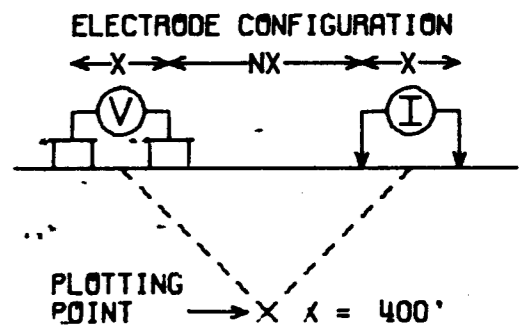 ELECTRODE CONFIGURATION
X NX X
V I
PLOTTING
POINT X X = 400'